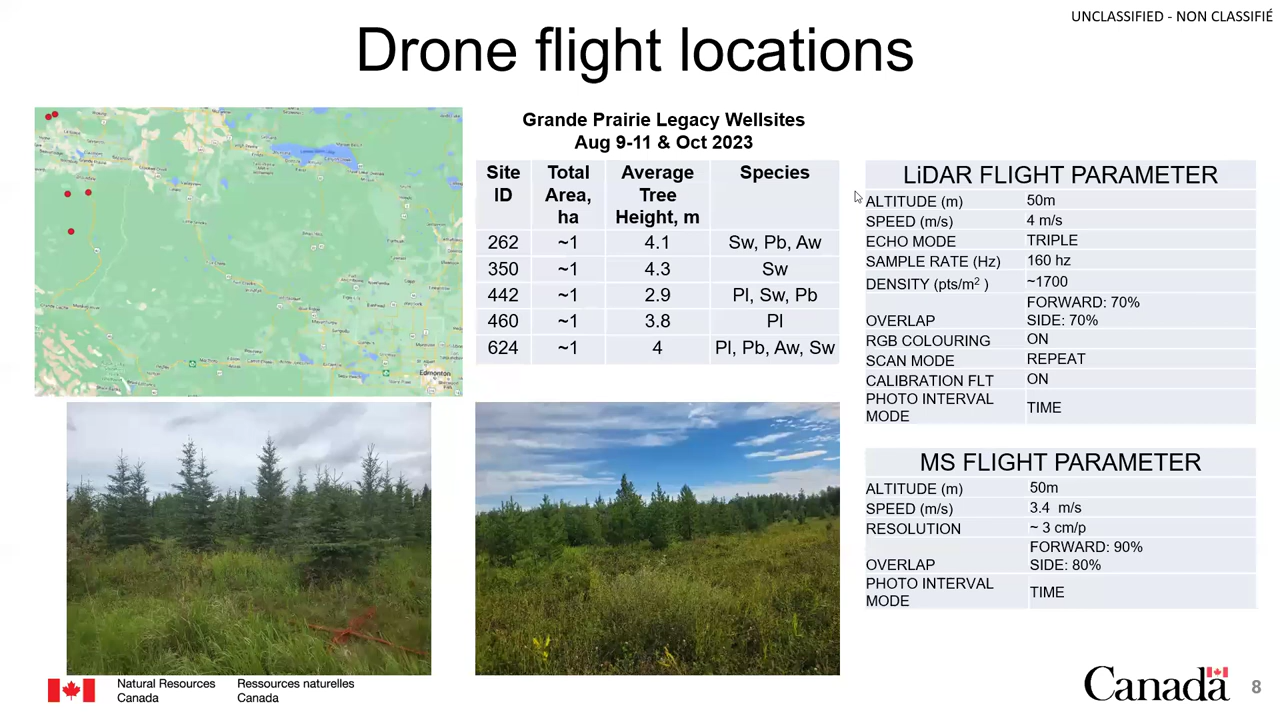 UNCLASSIFIED - NON CLASSIFIÉ
Drone flight locations
Edmonton
Grande Prairie Legacy Wellsites
Aug 9-11 & Oct 2023
Site ID Total Area, ha Average Tree Height, m Species
262 ~1 4.1 Sw, Pb, Aw
350 ~1 4.3 Sw
442 ~1 2.9 Pl, Sw, Pb
460 ~1 3.8 Pl
624 ~1 4 Pl, Pb, Aw, Sw
LiDAR FLIGHT PARAMETER
ALTITUDE (m) 50m
SPEED (m/s) 4 m/s
ECHO MODE TRIPLE
SAMPLE RATE (Hz) 160 hz
DENSITY (pts/m²) ~1700
OVERLAP FORWARD: 70%
SIDE: 70%
RGB COLOURING ON
SCAN MODE REPEAT
CALIBRATION FLT ON
PHOTO INTERVAL MODE TIME
MS FLIGHT PARAMETER
ALTITUDE (m) 50m
SPEED (m/s) 3.4 m/s
RESOLUTION ~ 3 cm/p
OVERLAP FORWARD: 90%
SIDE: 80%
PHOTO INTERVAL MODE TIME
Natural Resources Canada
Ressources naturelles Canada
Canada
8